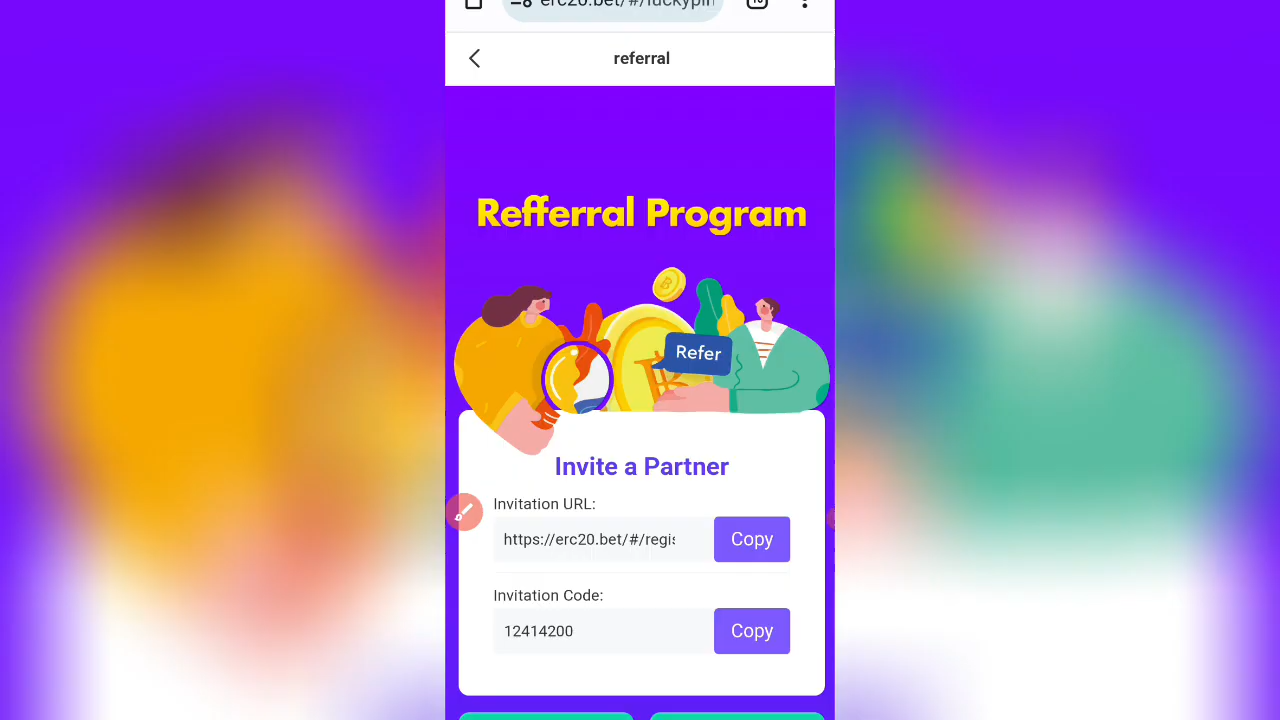 referral
Refferral Program
Refer
Invite a Partner
Invitation URL:
https://erc20.bet/#/regis
Copy
Invitation Code:
12414200
Copy